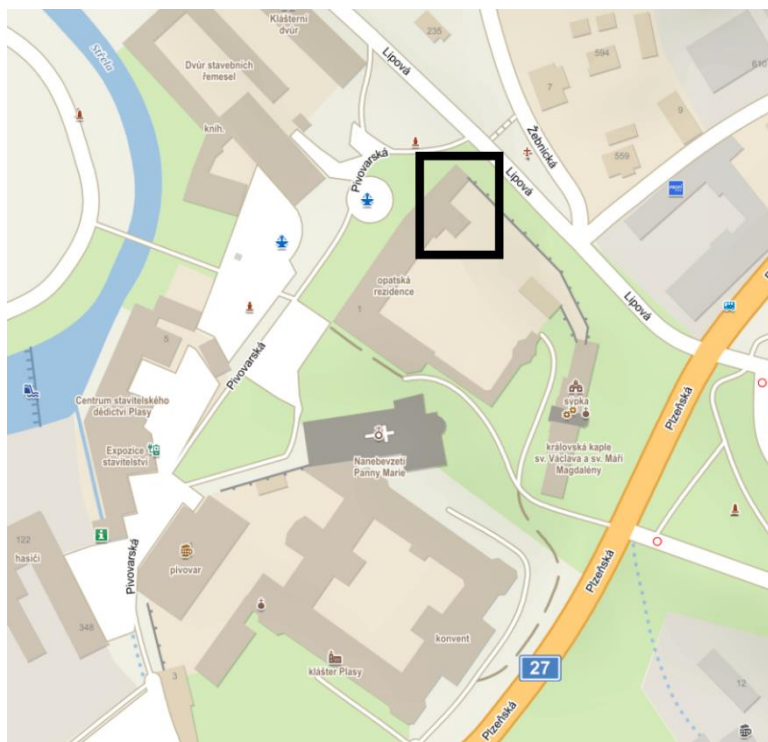 Klášterní
dvůr
235
594
610
Střela
Dvůr stavebních
řemesel
Lipová
7
9
knih.
Žebnická
559
Pivovarská
Lipová
opatská
rezidence
1
Lipová
5
Pivovarská
Plzeňská
Centrum stavitelského
dědictví Plasy
sýpka
Expozice
stavitelství
Nanebevzetí
Panny Marie
královská kaple
sv. Václava a sv. Máří
Magdalény
122
hasiči
Pivovarská
pivovar
Plzeňská
348
konvent
klášter Plasy
27
3
12
Plzeňská